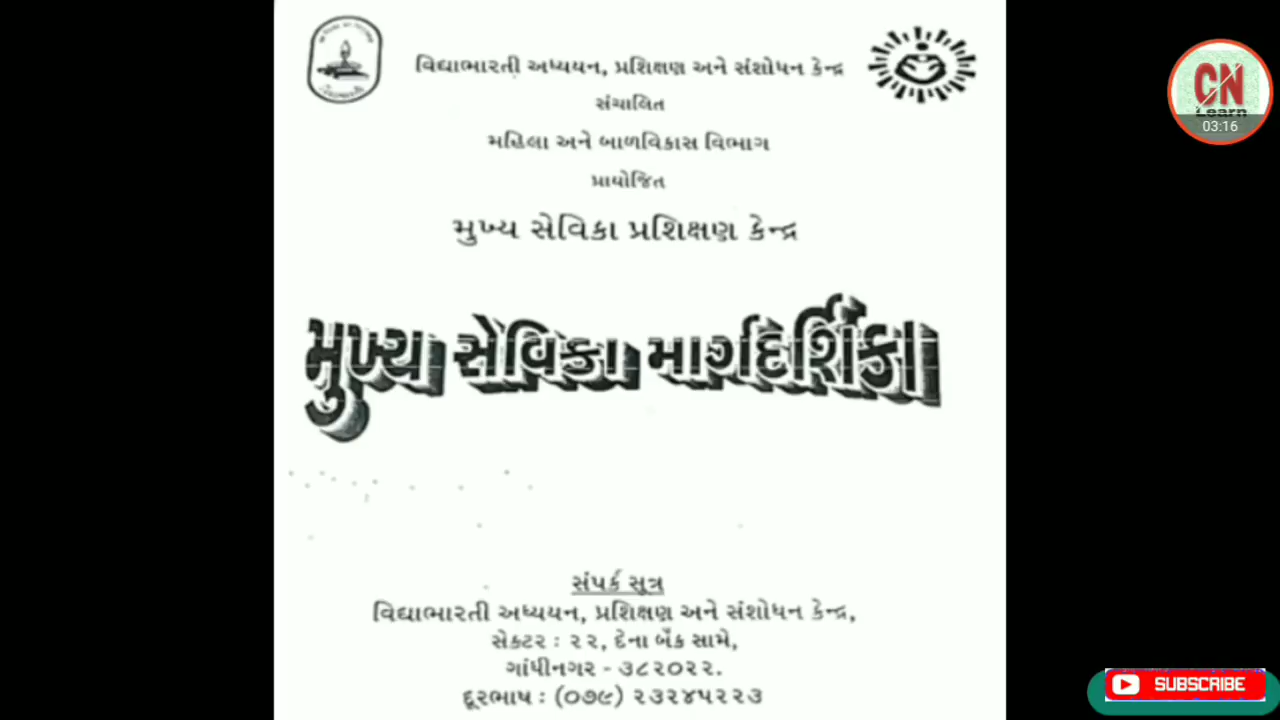 વિદ્યાભારતી અધ્યયન, પ્રશિક્ષણ અને સંશોધન કેન્દ્ર
સંચાલિત
મહિલા અને બાળવિકાસ વિભાગ
પ્રાયોજિત
મુખ્ય સેવિકા પ્રશિક્ષણ કેન્દ્ર
મુખ્ય સેવિકા માર્ગદર્શિકા
સંપર્ક સુત્ર
વિદ્યાભારતી અધ્યયન, પ્રશિક્ષણ અને સંશોધન કેન્દ્ર,
સેક્ટર : ૨૨, દેના બેંક સામે,
ગાંધીનગર - ૩૮૨૦૨૨.
દૂરભાષ : (૦૭૯) ૨૩૨૪૫૨૨૩
CN
Learn
03:16
SUBSCRIBE